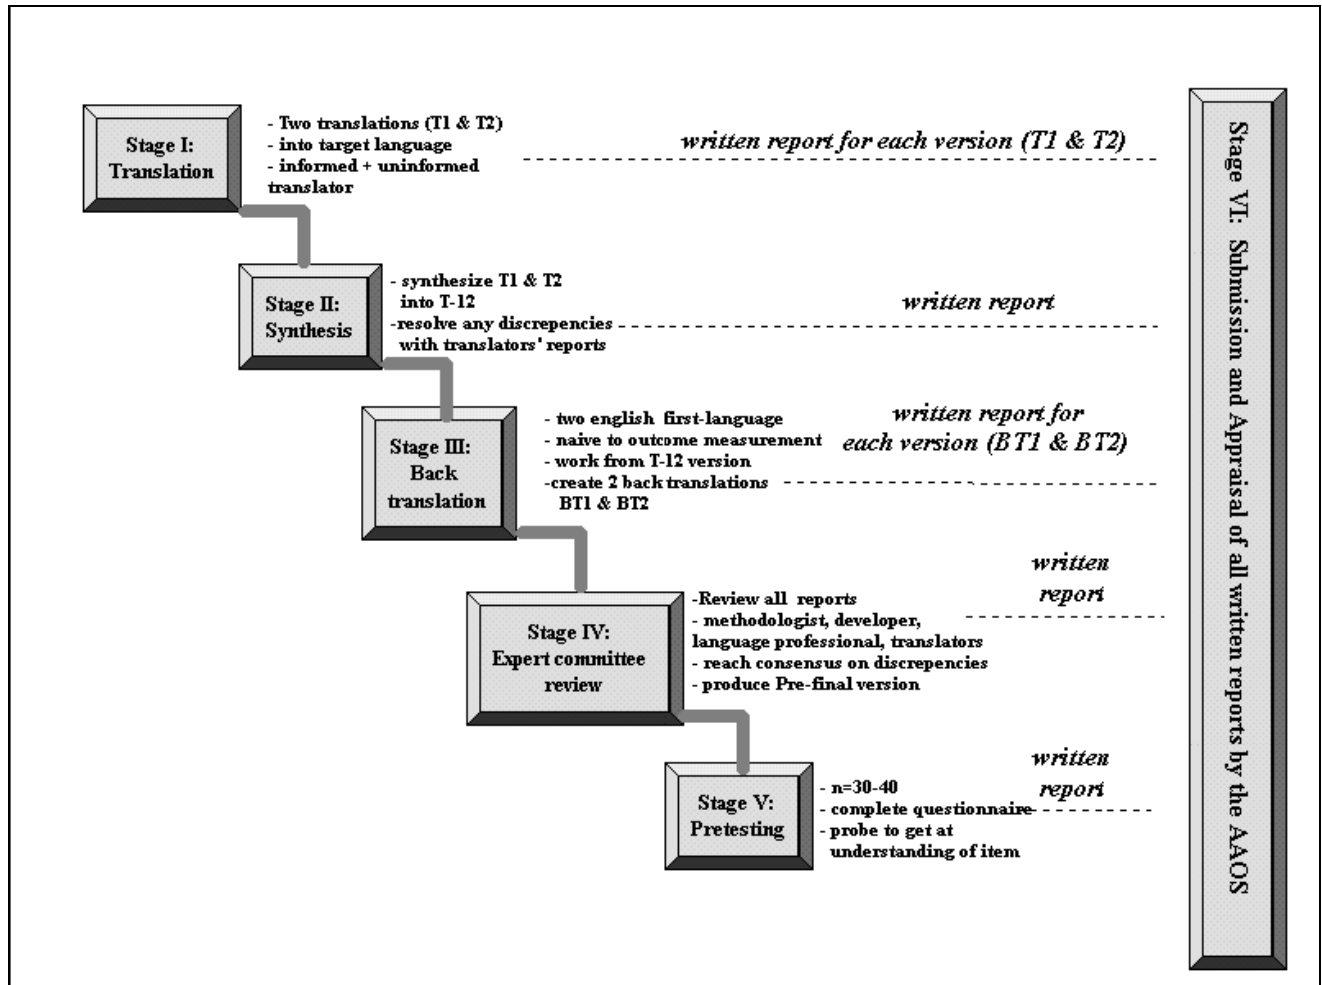 Stage I:
Translation
- Two translations (T1 & T2)
- into target language
- informed + uninformed
translator
written report for each version (T1 & T2)
Stage II:
Synthesis
- synthesize T1 & T2
into T-12
-resolve any discrepencies
with translators' reports
written report
Stage III:
Back
translation
- two english first-language
- naive to outcome measurement
- work from T-12 version
-create 2 back translations
BT1 & BT2
written report for
each version (BT1 & BT2)
Stage IV:
Expert committee
review
-Review all reports
- methodologist, developer,
language professional, translators
- reach consensus on discrepencies
- produce Pre-final version
written
report
Stage V:
Pretesting
- n=30-40
- complete questionnaire
- probe to get at
understanding of item
written
report
Stage VI: Submission and Appraisal of all written reports by the AAOS